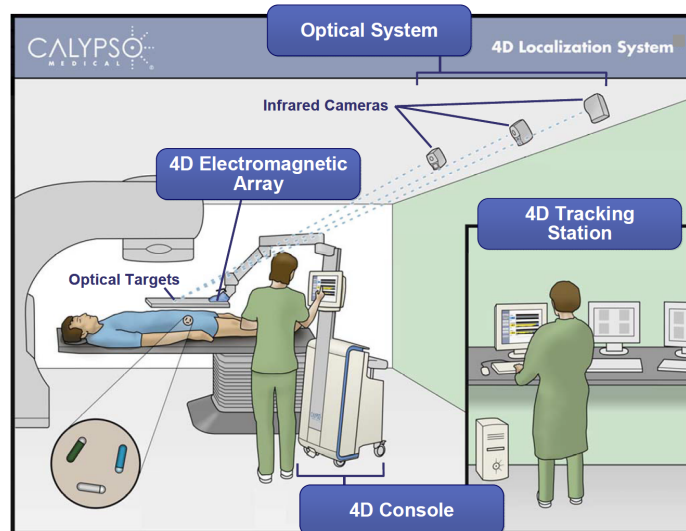 Optical System
CALYPSO
MEDICAL
®
4D Localization System
Infrared Cameras
4D Electromagnetic
Array
4D Tracking
Station
Optical Targets
4D Console